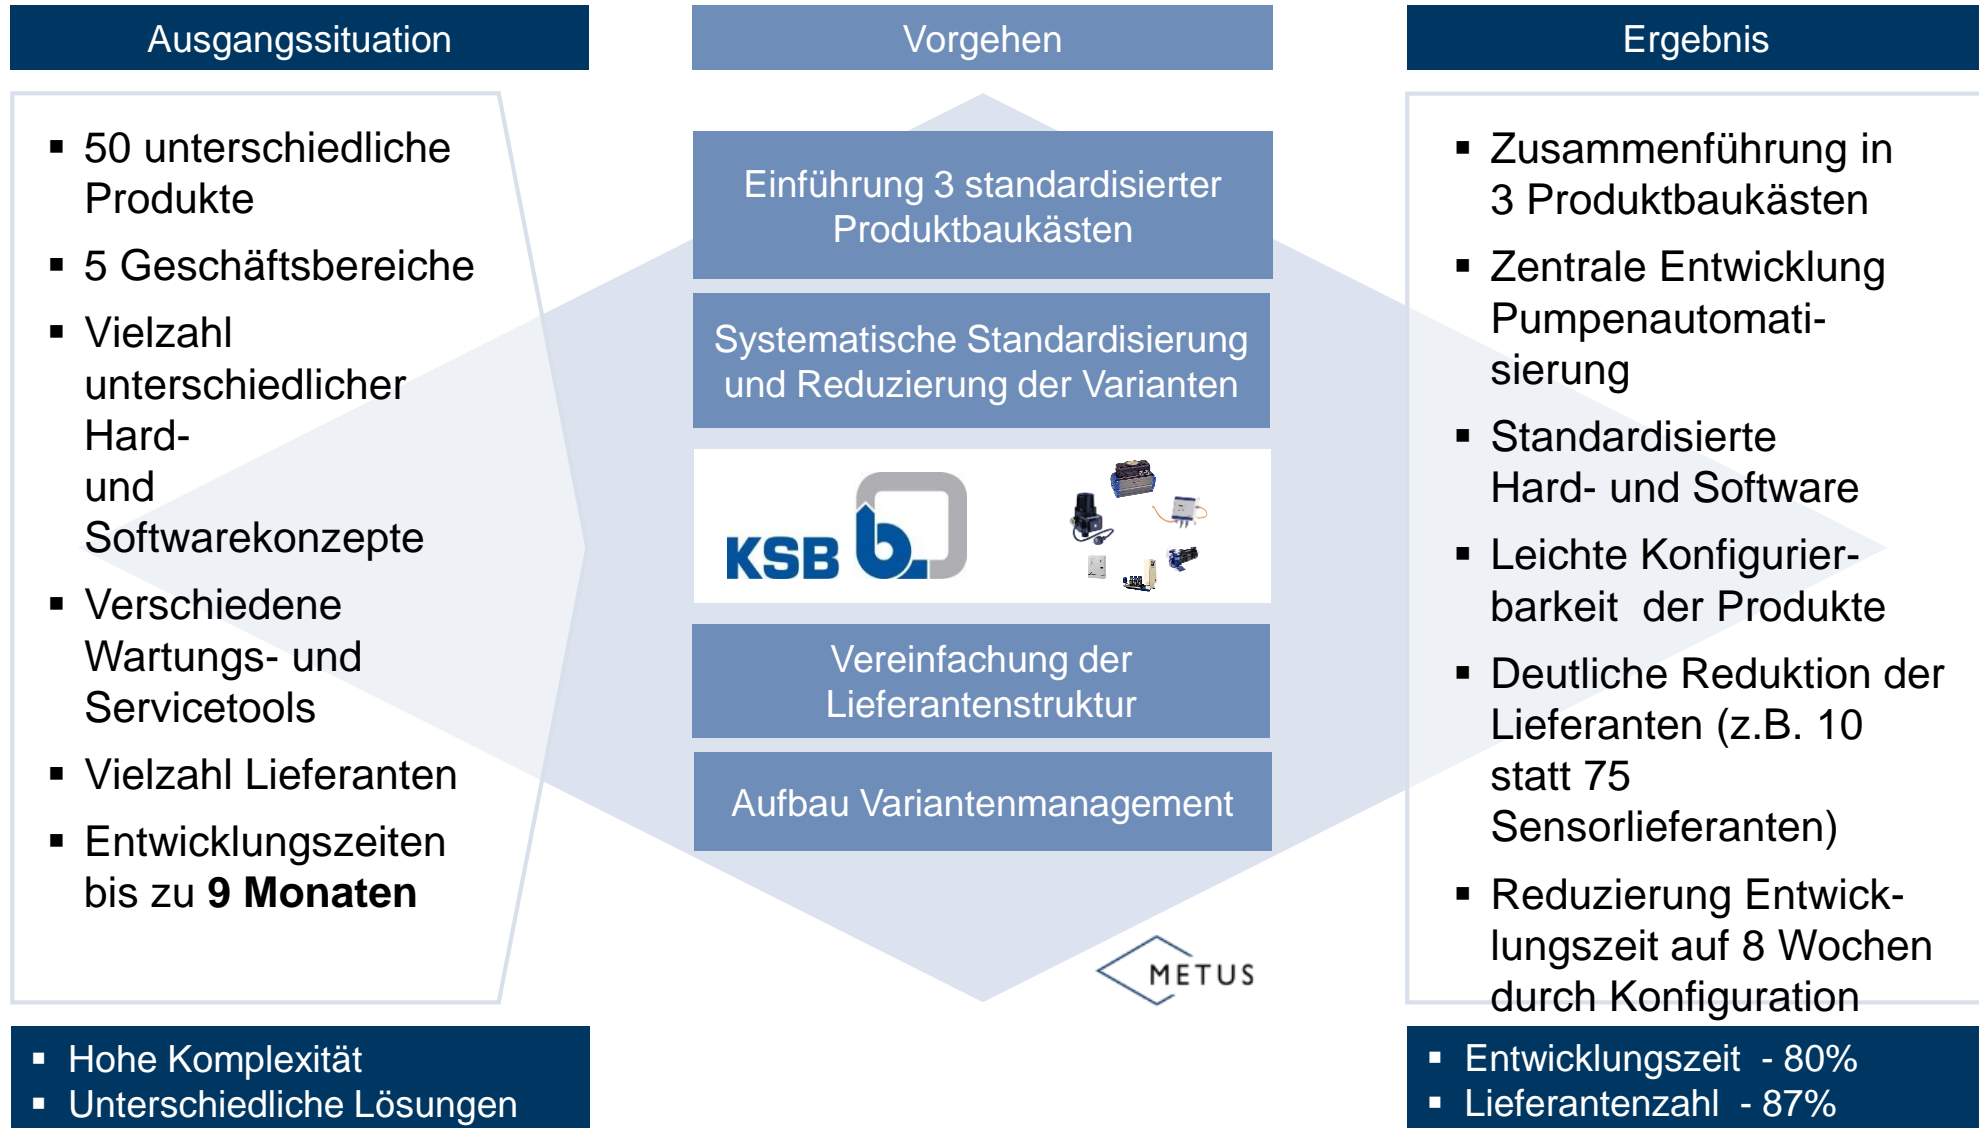 Ausgangssituation
▪ 50 unterschiedliche
Produkte
▪ 5 Geschäftsbereiche
▪ Vielzahl
unterschiedlicher
Hard-
und
Softwarekonzepte
▪ Verschiedene
Wartungs- und
Servicetools
▪ Vielzahl Lieferanten
▪ Entwicklungszeiten
bis zu 9 Monaten
▪ Hohe Komplexität
▪ Unterschiedliche Lösungen
Vorgehen
Einführung 3 standardisierter
Produktbaukästen
Systematische Standardisierung
und Reduzierung der Varianten
KSB b
Vereinfachung der
Lieferantenstruktur
Aufbau Variantenmanagement
METUS
Ergebnis
▪ Zusammenführung in
3 Produktbaukästen
▪ Zentrale Entwicklung
Pumpenautomati-
sierung
▪ Standardisierte
Hard- und Software
▪ Leichte Konfigurier-
barkeit der Produkte
▪ Deutliche Reduktion der
Lieferanten (z.B. 10
statt 75
Sensorlieferanten)
▪ Reduzierung Entwick-
lungszeit auf 8 Wochen
durch Konfiguration
▪ Entwicklungszeit - 80%
▪ Lieferantenzahl - 87%